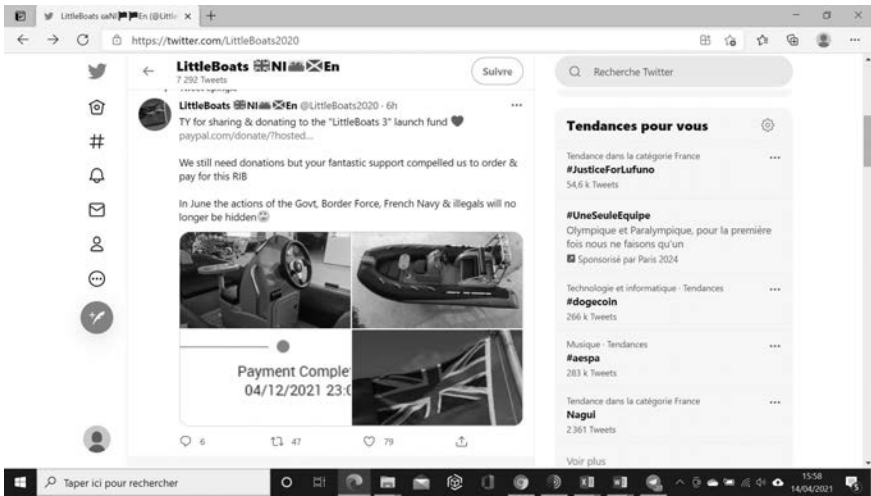 LittleBoats
https://twitter.com/LittleBoats2020
LittleBoats NI En
7 292 Tweets
Suivre
LittleBoats NI En @LittleBoats2020 · 6h
TY for sharing & donating to the "LittleBoats 3" launch fund
paypal.com/donate/?hosted...
We still need donations but your fantastic support compelled us to order &
pay for this RIB
In June the actions of the Govt, Border Force, French Navy & illegals will no
longer be hidden
Payment Comple
04/12/2021 23:0
6
47
79
Recherche Twitter
Tendances pour vous
Tendance dans la catégorie France
#JusticeForLufuno
54,6 k Tweets
#UneSeuleEquipe
Olympique et Paralympique, pour la première
fois nous ne faisons qu'un
Sponsorisé par Paris 2024
Technologie et informatique · Tendances
#dogecoin
266 k Tweets
Musique · Tendances
#aespa
283 k Tweets
Tendance dans la catégorie France
Nagui
2 361 Tweets
Voir plus
Taper ici pour rechercher
15:58
14/04/2021